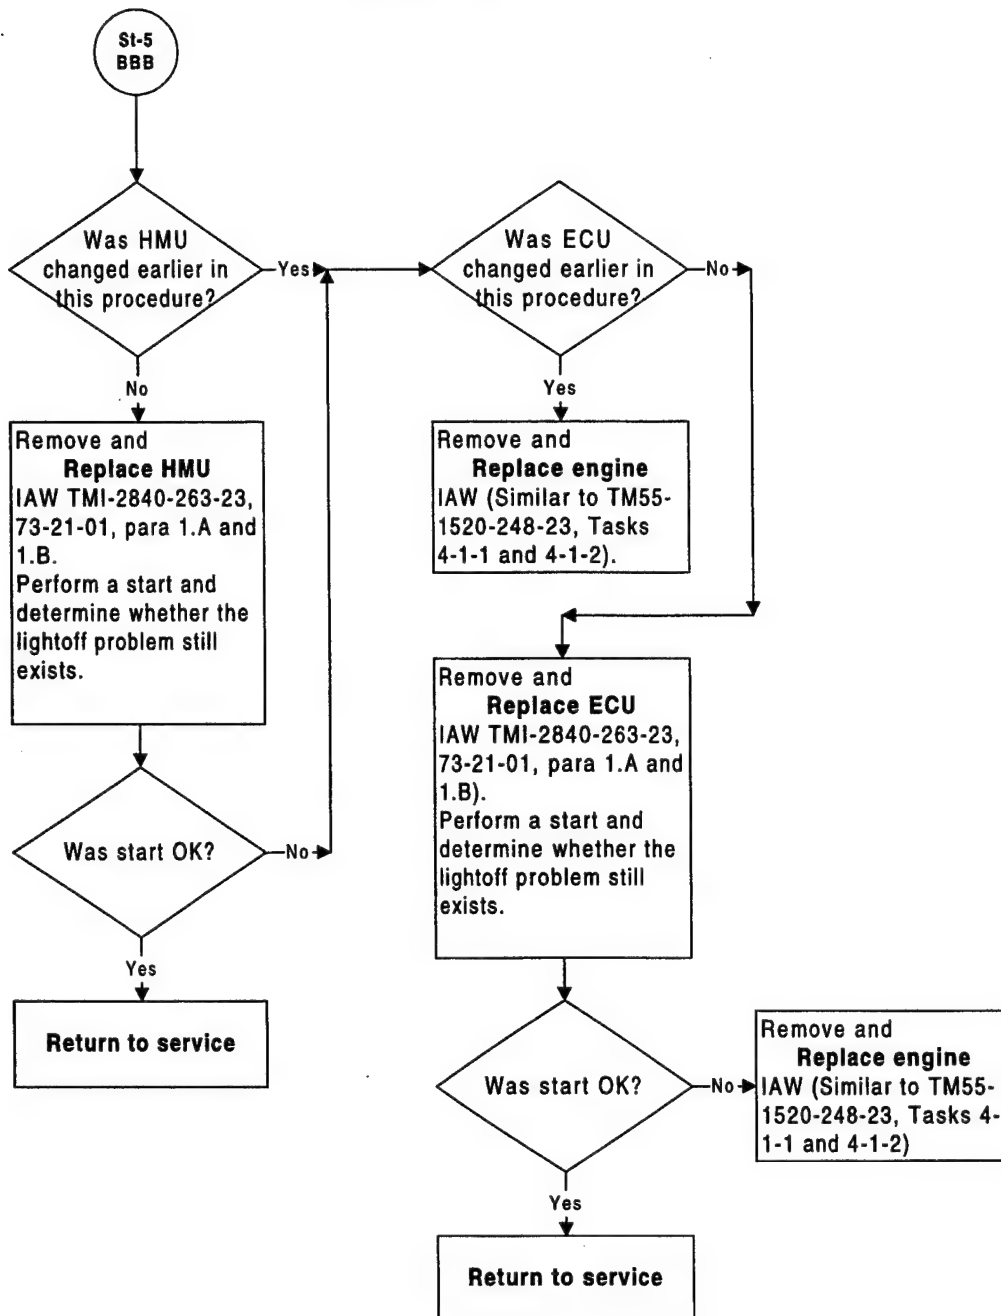 St-5
BBB
Was HMU
changed earlier in
this procedure?
Yes
No
Remove and
Replace HMU
IAW TMI-2840-263-23,
73-21-01, para 1.A and
1.B.
Perform a start and
determine whether the
lightoff problem still
exists.
Was start OK?
No
Yes
Return to service
Was ECU
changed earlier in
this procedure?
No
Yes
Remove and
Replace engine
IAW (Similar to TM55-
1520-248-23, Tasks
4-1-1 and 4-1-2).
Remove and
Replace ECU
IAW TMI-2840-263-23,
73-21-01, para 1.A and
1.B).
Perform a start and
determine whether the
lightoff problem still
exists.
Was start OK?
No
Remove and
Replace engine
IAW (Similar to TM55-
1520-248-23, Tasks 4-
1-1 and 4-1-2)
Yes
Return to service